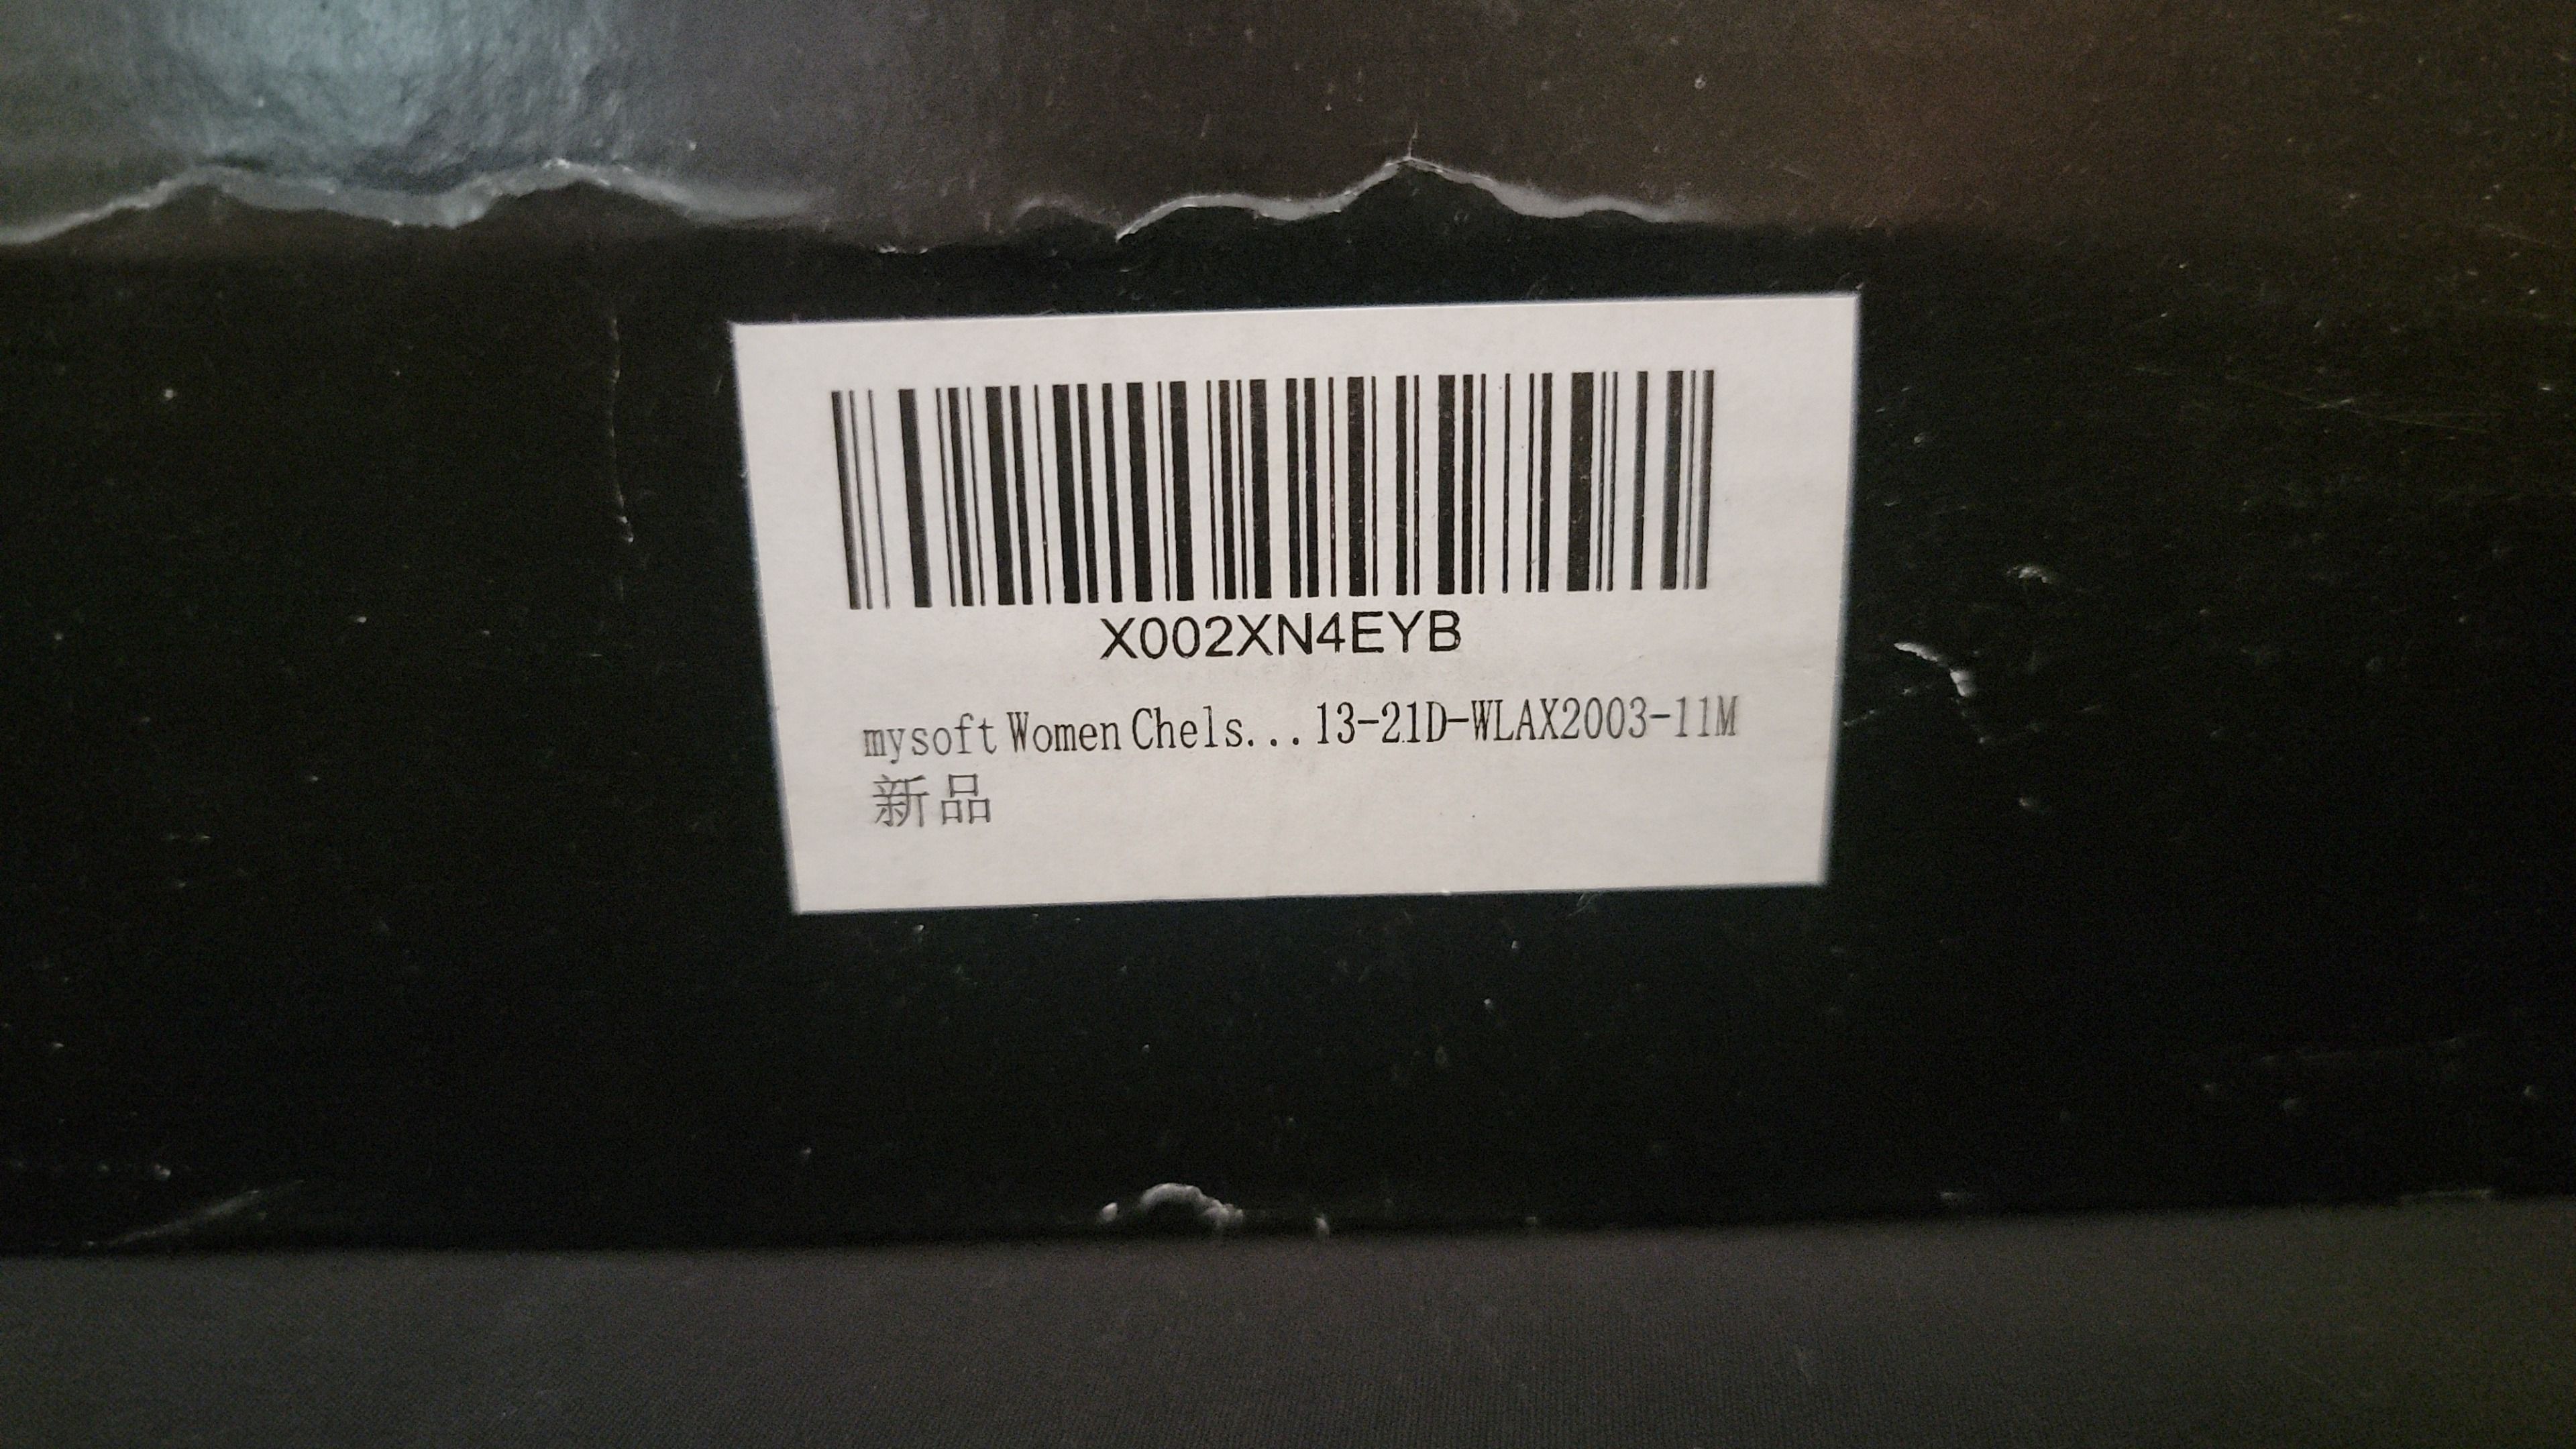 X002XN4EYB
mysoft Women Chels...13-21D-WLAX2003-11M
新品